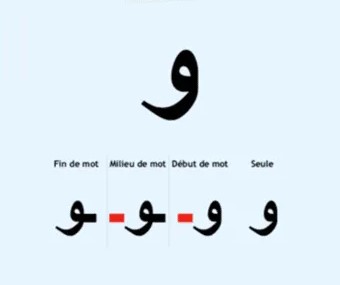 و
Fin de mot Milieu de mot Début de mot Seule
ـو ـو و و